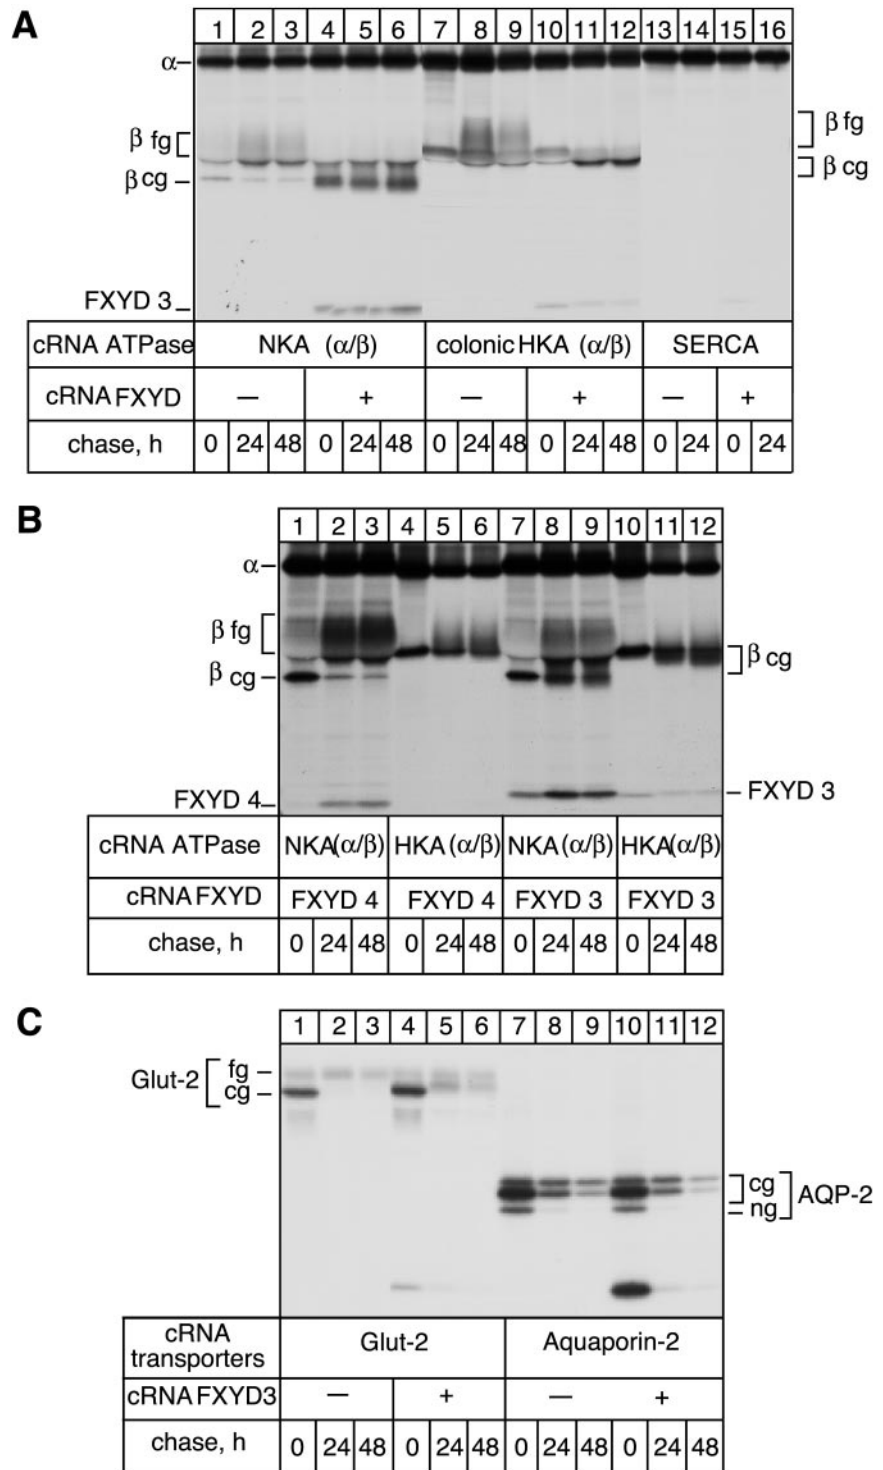 A
1 2 3 4 5 6 7 8 9 10 11 12 13 14 15 16
α
β fg
β cg
β fg
β cg
FXYD 3
cRNA ATPase NKA (α/β) colonic HKA (α/β) SERCA
cRNA FXYD — + — + — +
chase, h 0 24 48 0 24 48 0 24 48 0 24 48 0 24 0 24
B
1 2 3 4 5 6 7 8 9 10 11 12
α
β fg
β cg
β cg
FXYD 4
FXYD 3
cRNA ATPase NKA(α/β) HKA (α/β) NKA (α/β) HKA(α/β)
cRNA FXYD FXYD 4 FXYD 4 FXYD 3 FXYD 3
chase, h 0 24 48 0 24 48 0 24 48 0 24 48
C
1 2 3 4 5 6 7 8 9 10 11 12
Glut-2 fg
cg
cg AQP-2
ng
cRNA
transporters Glut-2 Aquaporin-2
cRNA FXYD3 — + — +
chase, h 0 24 48 0 24 48 0 24 48 0 24 48